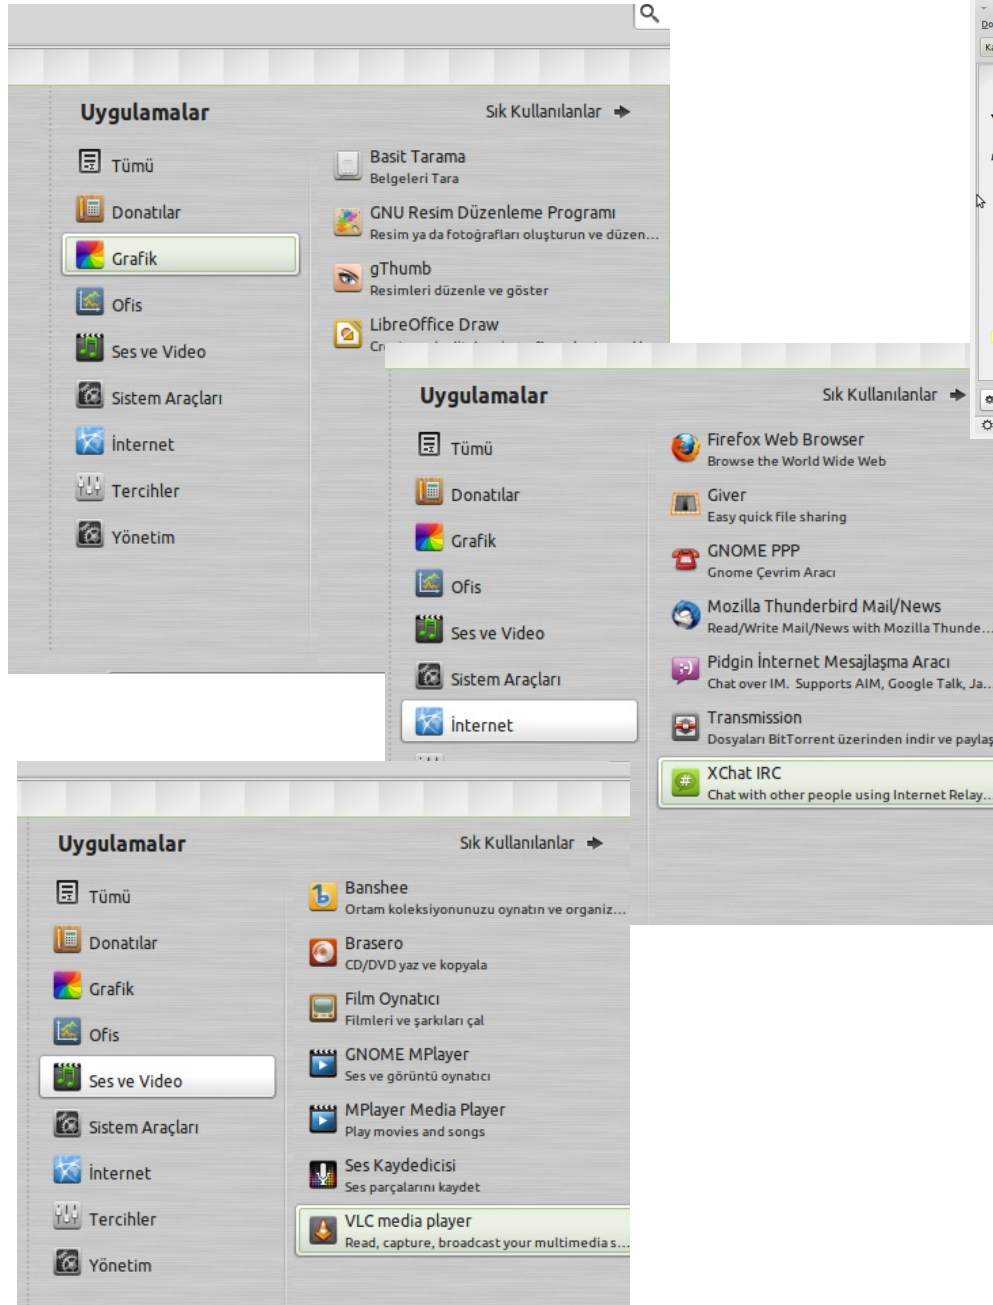 Uygulamalar
Sık Kullanılanlar
Tümü
Donatılar
Grafik
Ofis
Ses ve Video
Sistem Araçları
İnternet
Tercihler
Yönetim
Basit Tarama
Belgeleri Tara
GNU Resim Düzenleme Programı
Resim ya da fotoğrafları oluşturun ve düzen...
gThumb
Resimleri düzenle ve göster
LibreOffice Draw
Uygulamalar
Sık Kullanılanlar
Tümü
Donatılar
Grafik
Ofis
Ses ve Video
Sistem Araçları
İnternet
Firefox Web Browser
Browse the World Wide Web
Giver
Easy quick file sharing
GNOME PPP
Gnome Çevrim Aracı
Mozilla Thunderbird Mail/News
Read/Write Mail/News with Mozilla Thunde...
Pidgin İnternet Mesajlaşma Aracı
Chat over IM. Supports AIM, Google Talk, Ja...
Transmission
Dosyaları BitTorrent üzerinden indir ve paylaş
XChat IRC
Chat with other people using Internet Relay...
Uygulamalar
Sık Kullanılanlar
Tümü
Donatılar
Grafik
Ofis
Ses ve Video
Sistem Araçları
İnternet
Tercihler
Yönetim
Banshee
Ortam koleksiyonunuzu oynatın ve organiz...
Brasero
CD/DVD yaz ve kopyala
Film Oynatıcı
Filmleri ve şarkıları çal
GNOME MPlayer
Ses ve görüntü oynatıcı
MPlayer Media Player
Play movies and songs
Ses Kaydedicisi
Ses parçalarını kaydet
VLC media player
Read, capture, broadcast your multimedia s...